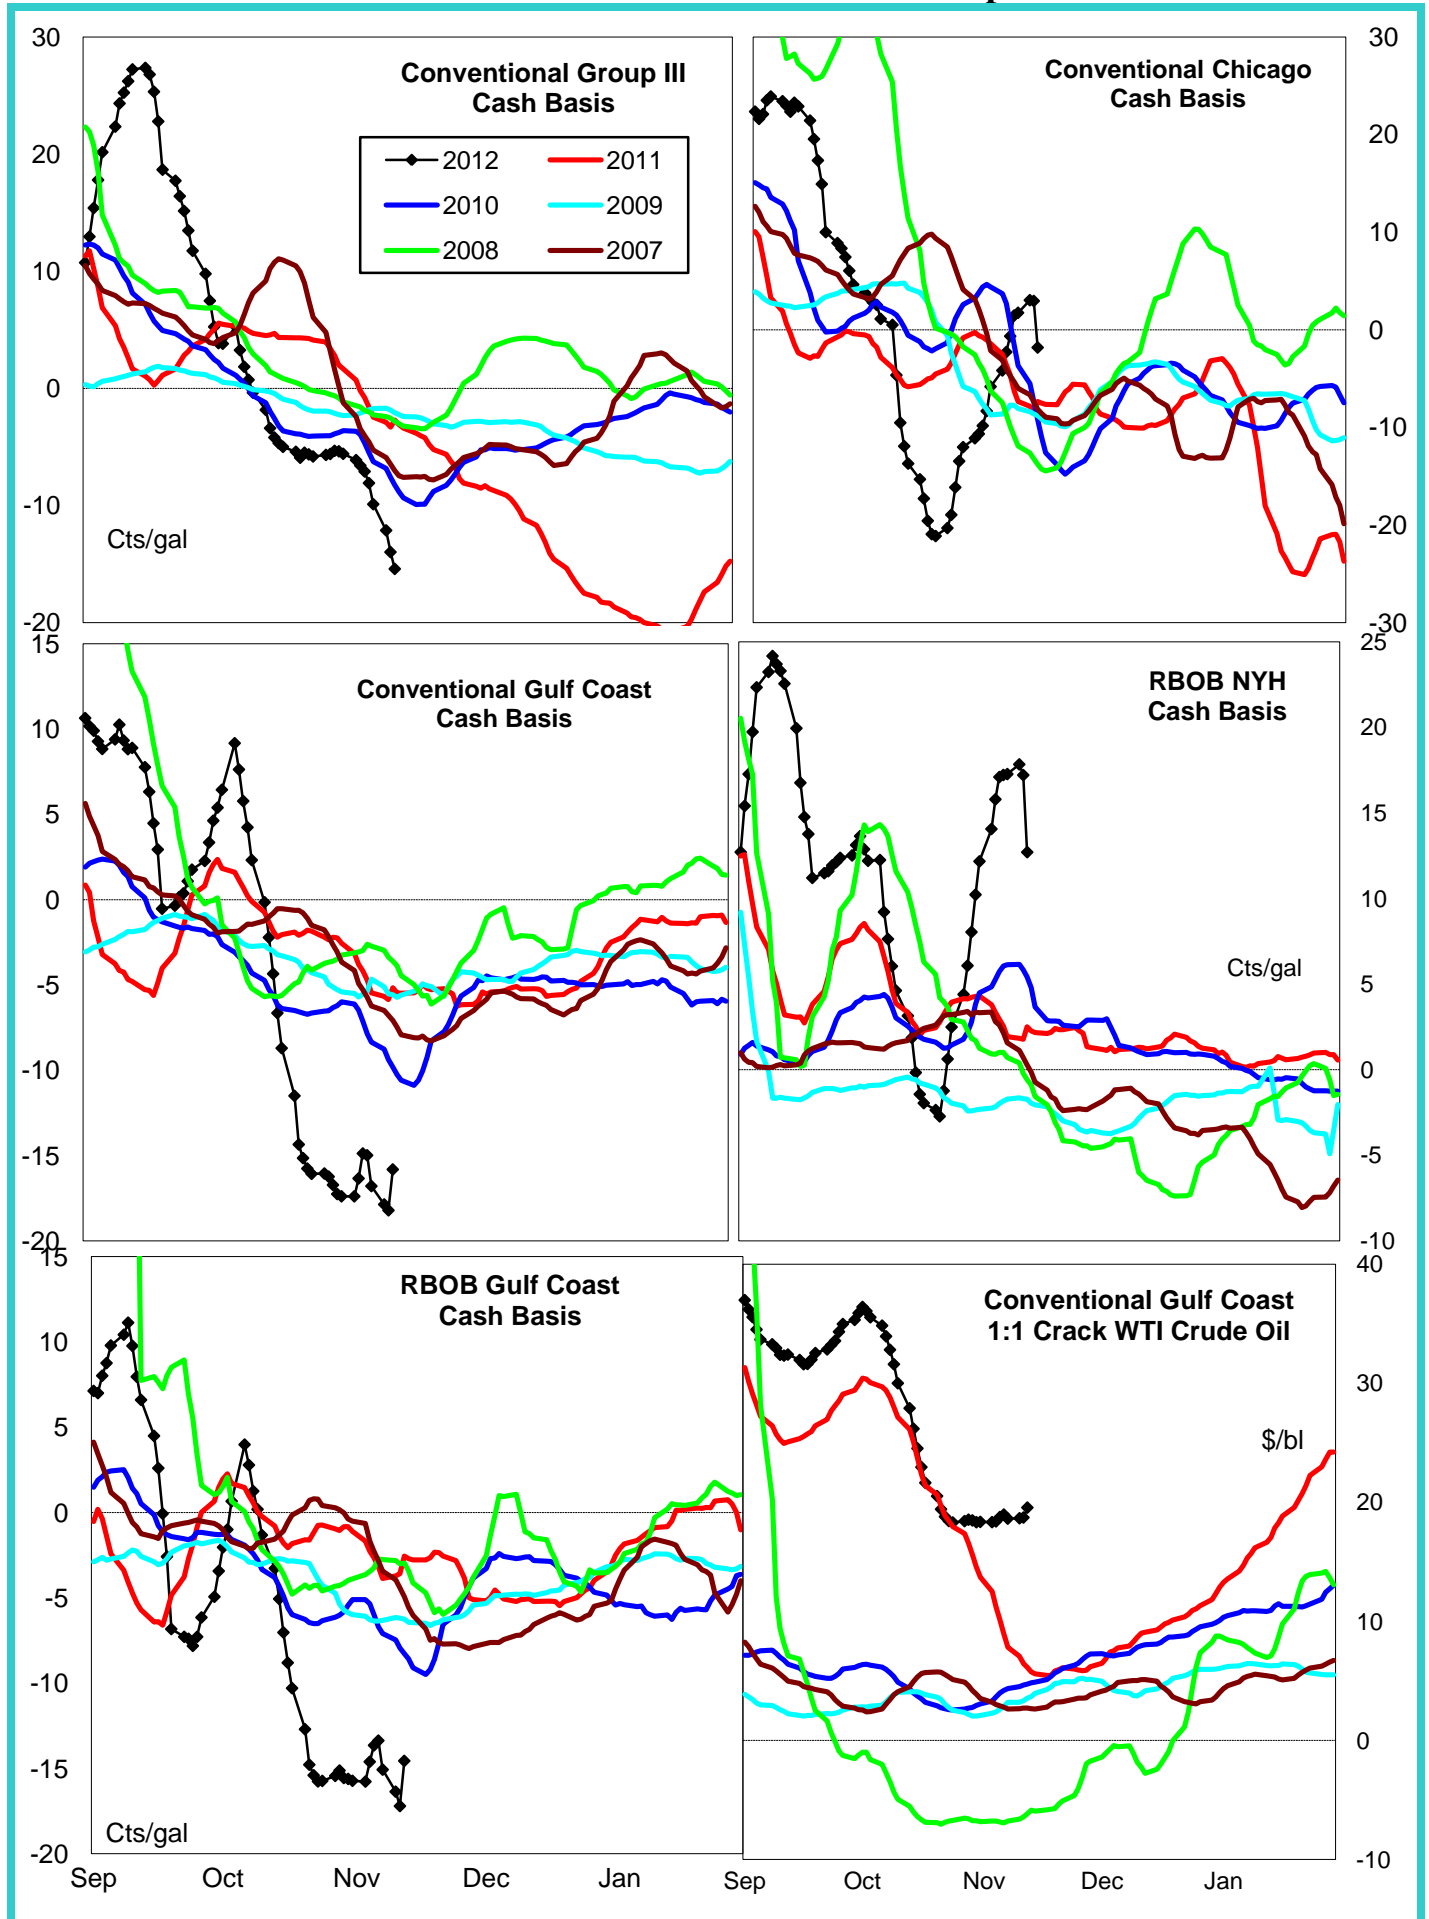 30
20
10
0
-10
-20
Conventional Group III
Cash Basis
2012
2011
2010
2009
2008
2007
Cts/gal
Conventional Chicago
Cash Basis
30
20
10
0
-10
-20
-30
15
10
5
0
-5
-10
-15
-20
Conventional Gulf Coast
Cash Basis
RBOB NYH
Cash Basis
Cts/gal
25
20
15
10
5
0
-5
-10
15
10
5
0
-5
-10
-15
-20
RBOB Gulf Coast
Cash Basis
Cts/gal
Sep Oct Nov Dec Jan
Conventional Gulf Coast
1:1 Crack WTI Crude Oil
$/bl
40
30
20
10
0
-10
Sep Oct Nov Dec Jan